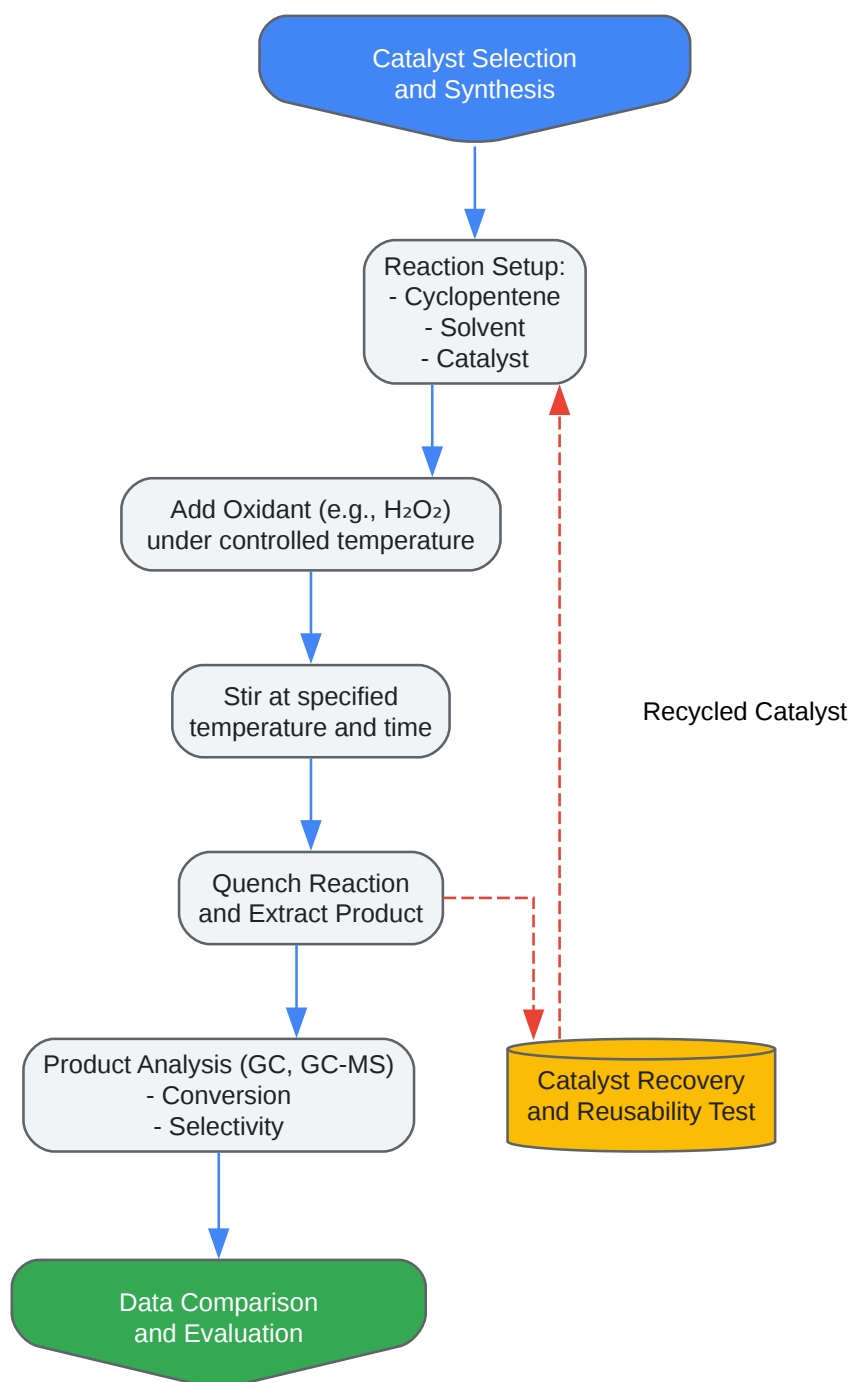 Catalyst Selection
and Synthesis
Reaction Setup:
- Cyclopentene
- Solvent
- Catalyst
Add Oxidant (e.g., H₂O₂)
under controlled temperature
Stir at specified
temperature and time
Recycled Catalyst
Quench Reaction
and Extract Product
Product Analysis (GC, GC-MS)
- Conversion
- Selectivity
Catalyst Recovery
and Reusability Test
Data Comparison
and Evaluation